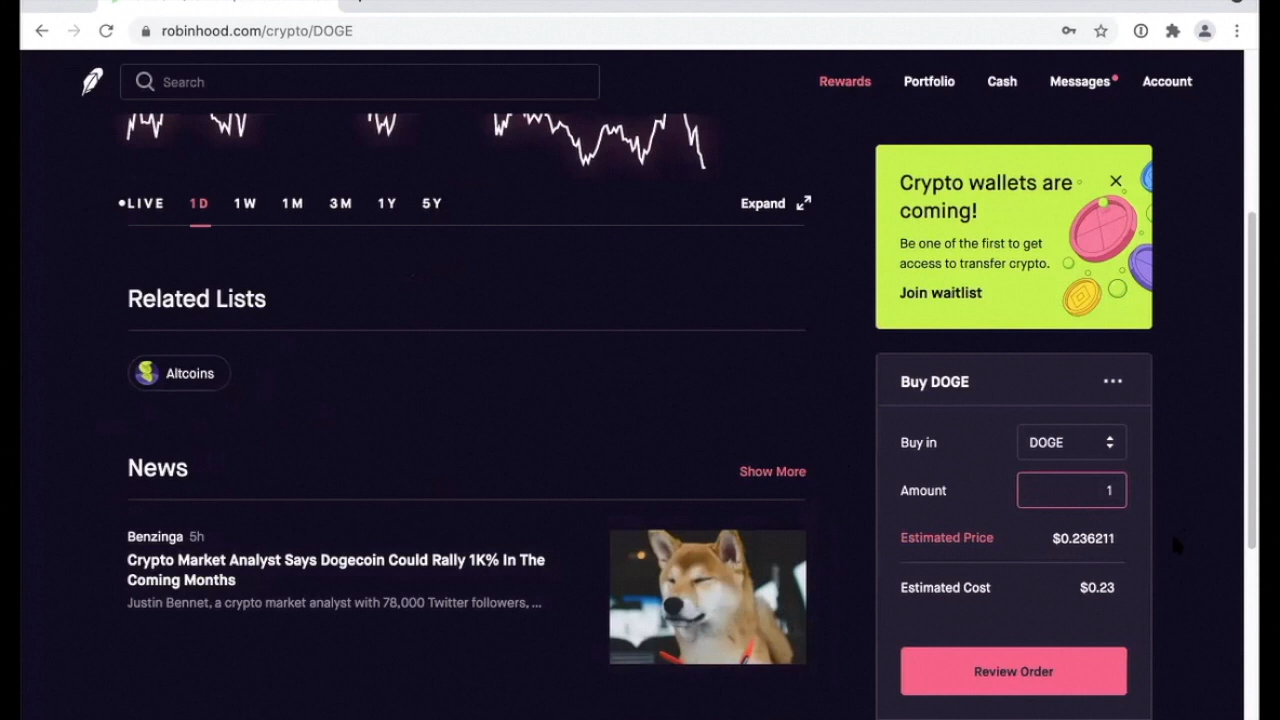 robinhood.com/crypto/DOGE
Search
Rewards
Portfolio
Cash
Messages
Account
LIVE
1D
1W
1M
3M
1Y
5Y
Expand
Crypto wallets are
coming!
Be one of the first to get
access to transfer crypto.
Join waitlist
Related Lists
Altcoins
News
Show More
Benzinga 5h
Crypto Market Analyst Says Dogecoin Could Rally 1K% In The
Coming Months
Justin Bennet, a crypto market analyst with 78,000 Twitter followers, ...
Buy DOGE
Buy in
DOGE
Amount
1
Estimated Price
$0.236211
Estimated Cost
$0.23
Review Order